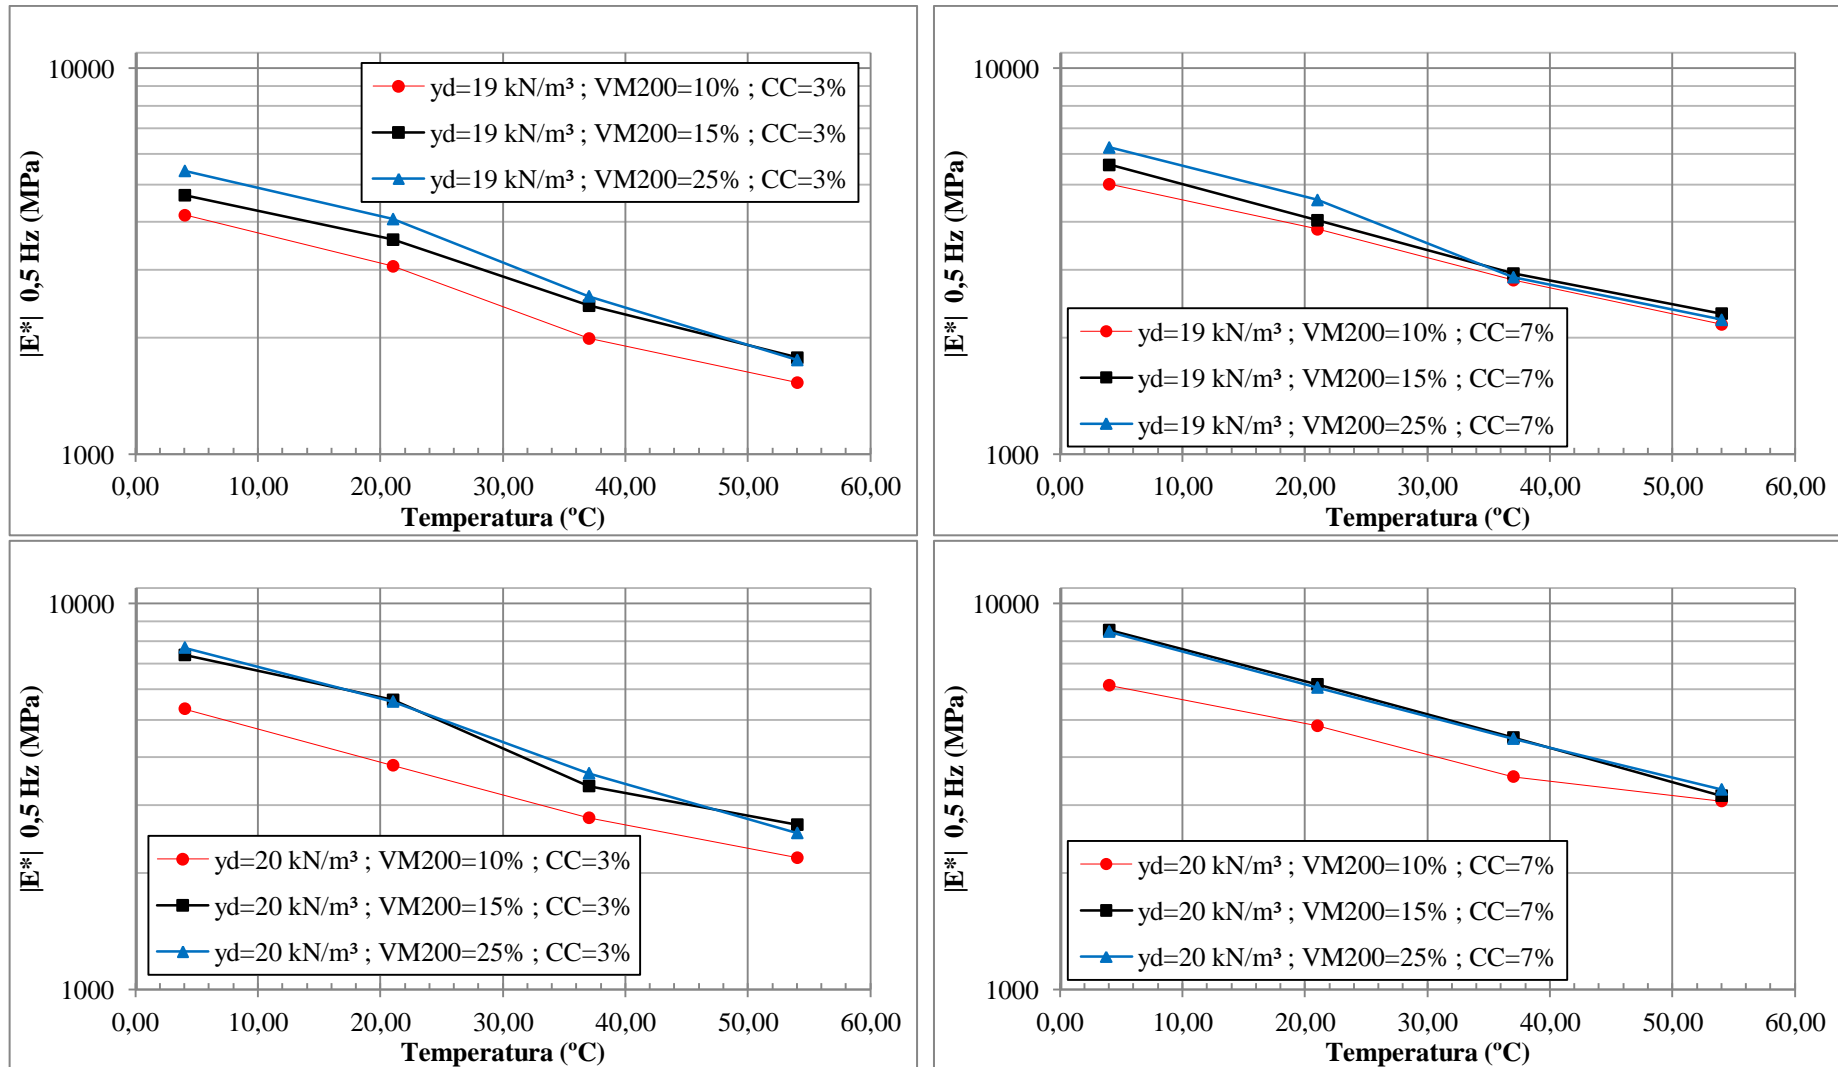 10000
yd=19 kN/m³ ; VM200=10% ; CC=3%
yd=19 kN/m³ ; VM200=15% ; CC=3%
yd=19 kN/m³ ; VM200=25% ; CC=3%
|E*| 0,5 Hz (MPa)
1000
0,00 10,00 20,00 30,00 40,00 50,00 60,00
Temperatura (ºC)
10000
|E*| 0,5 Hz (MPa)
yd=19 kN/m³ ; VM200=10% ; CC=7%
yd=19 kN/m³ ; VM200=15% ; CC=7%
yd=19 kN/m³ ; VM200=25% ; CC=7%
1000
0,00 10,00 20,00 30,00 40,00 50,00 60,00
Temperatura (ºC)
10000
|E*| 0,5 Hz (MPa)
yd=20 kN/m³ ; VM200=10% ; CC=3%
yd=20 kN/m³ ; VM200=15% ; CC=3%
yd=20 kN/m³ ; VM200=25% ; CC=3%
1000
0,00 10,00 20,00 30,00 40,00 50,00 60,00
Temperatura (ºC)
10000
|E*| 0,5 Hz (MPa)
yd=20 kN/m³ ; VM200=10% ; CC=7%
yd=20 kN/m³ ; VM200=15% ; CC=7%
yd=20 kN/m³ ; VM200=25% ; CC=7%
1000
0,00 10,00 20,00 30,00 40,00 50,00 60,00
Temperatura (ºC)